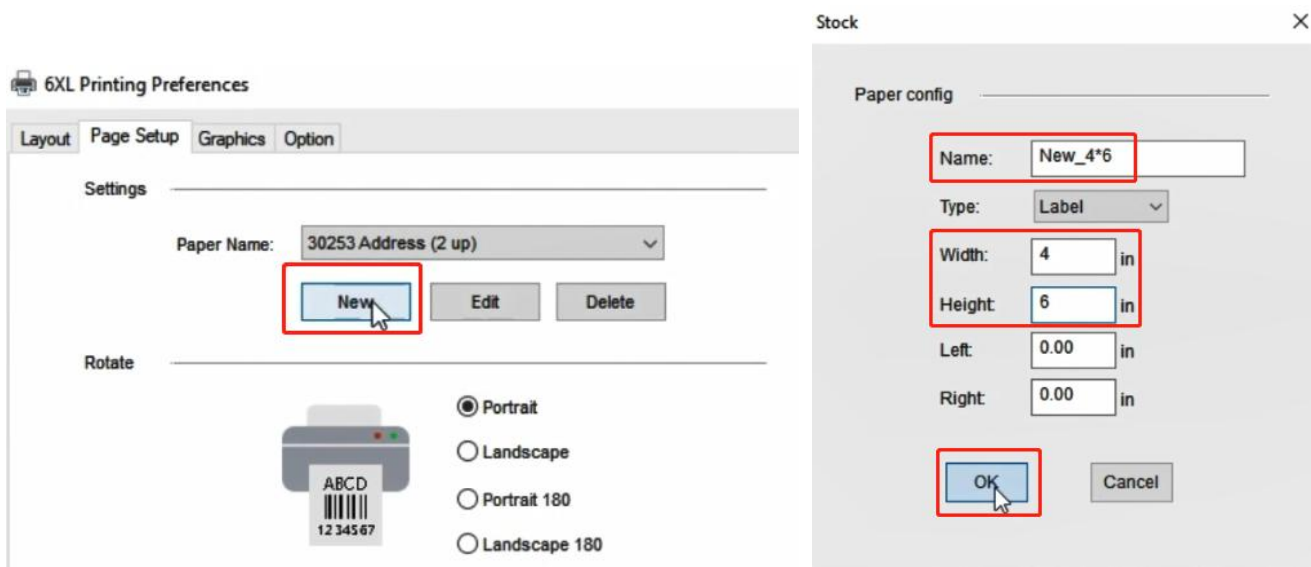 6XL Printing Preferences
Layout Page Setup Graphics Option
Settings
Paper Name: 30253 Address (2 up)
New Edit Delete
Rotate
ABCD
1234567
Portrait
Landscape
Portrait 180
Landscape 180
Stock
Paper config
Name: New_4*6
Type: Label
Width: 4 in
Height: 6 in
Left: 0.00 in
Right: 0.00 in
OK Cancel